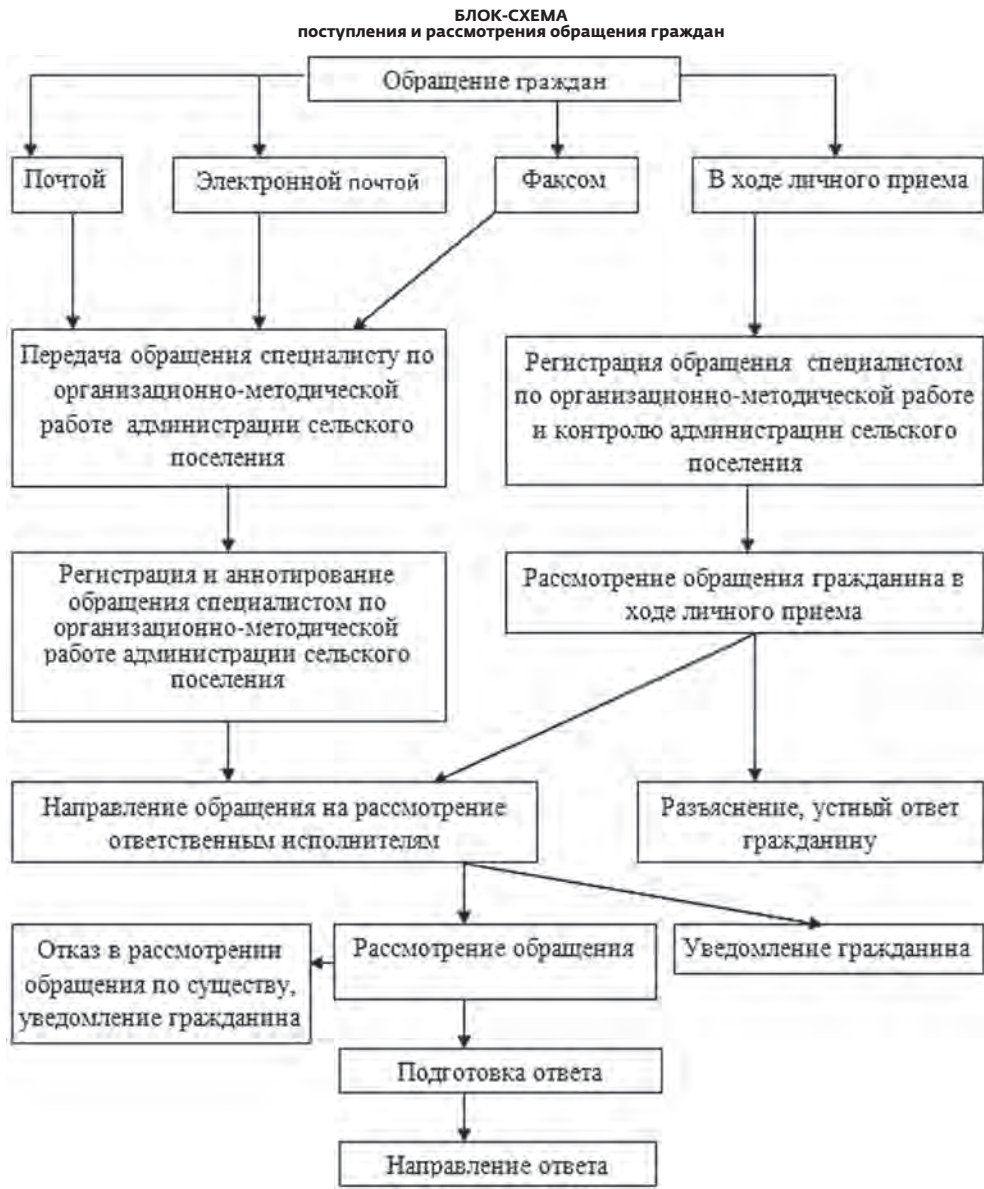 БЛОК-СХЕМА
поступления и рассмотрения обращения граждан
Обращение граждан
Почтой
Электронной почтой
Факсом
В ходе личного приема
Передача обращения специалисту по
организационно-методической
работе администрации сельского
поселения
Регистрация обращения специалистом
по организационно-методической работе
и контролю администрации сельского
поселения
Регистрация и аннотирование
обращения специалистом по
организационно-методической
работе администрации сельского
поселения
Рассмотрение обращения гражданина в
ходе личного приема
Направление обращения на рассмотрение
ответственным исполнителям
Разъяснение, устный ответ
гражданину
Отказ в рассмотрении
обращения по существу,
уведомление гражданина
Рассмотрение обращения
Уведомление гражданина
Подготовка ответа
Направление ответа